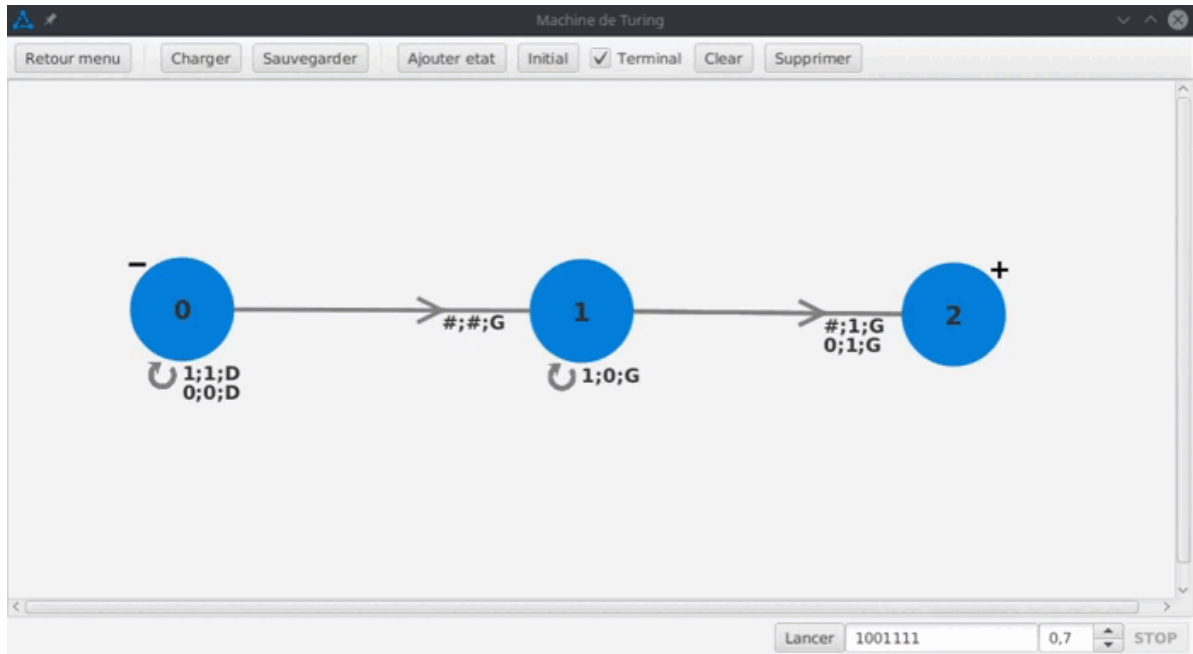 Machine de Turing
Retour menu Charger Sauvegarder Ajouter etat Initial Terminal Clear Supprimer
− 0 #;#;G 1 #;1;G 2 +
0;1;G
1;1;D 1;0;G
0;0;D
Lancer 1001111 0,7 STOP